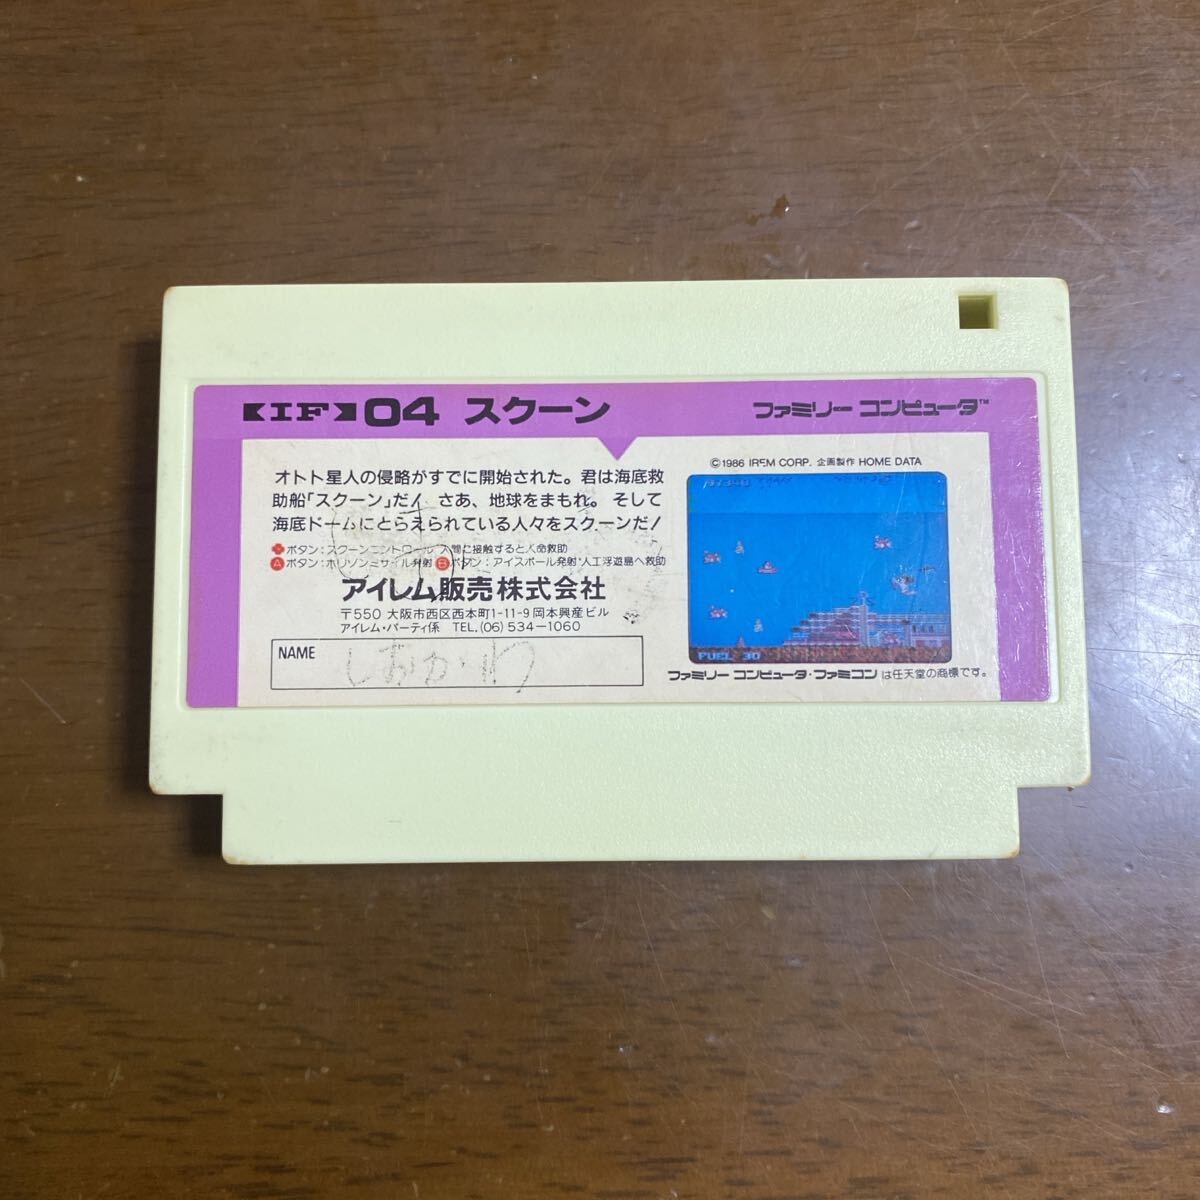 【IF】04 スクーン
ファミリー コンピュータ™
オトト星人の侵略がすでに開始された。君は海底救
助船「スクーン」だ! さあ、地球をまもれ。そして
海底ドームにとらえられている人々をスクーンだ!
ボタン：スクーンコントロール 人間に接触すると人命救助
Ⓐボタン：ホリゾンミサイル発射 Ⓑボタン：アイスボール発射・人工浮遊島へ救助
アイレム販売株式会社
〒550 大阪市西区西本町1-11-9 岡本興産ビル
アイレム・パーティ係 TEL.(06)534-1060
NAME
しおかわ
©1986 IREM CORP. 企画製作 HOME DATA
FUEL 30
ファミリー コンピュータ・ファミコン は任天堂の商標です。